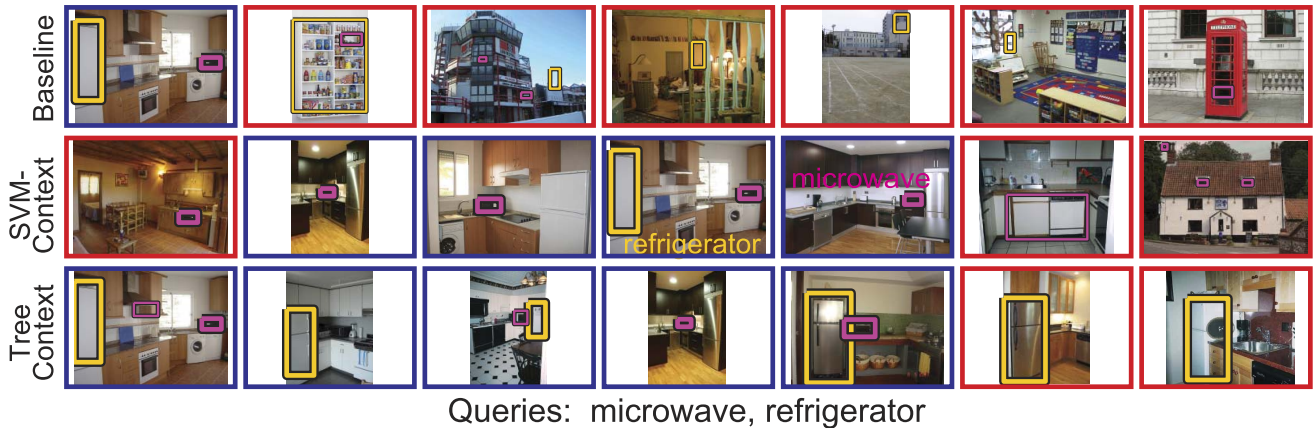 Baseline
SVM-
Context
microwave
refrigerator
Tree
Context
Queries: microwave, refrigerator